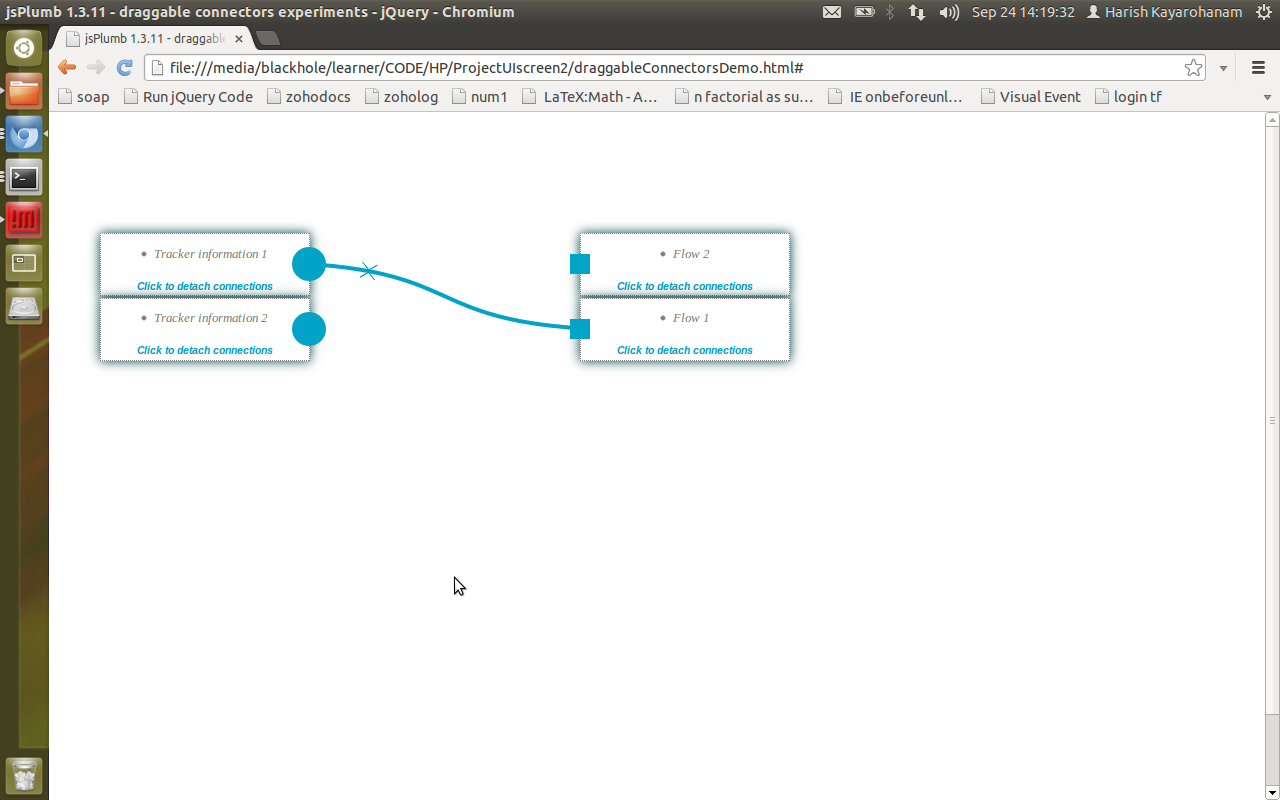 jsPlumb 1.3.11 - draggable connectors experiments - jQuery - Chromium
Sep 24 14:19:32 Harish Kayarohanam
jsPlumb 1.3.11 - draggabl
file:///media/blackhole/learner/CODE/HP/ProjectUIscreen2/draggableConnectorsDemo.html#
soap Run jQuery Code zohodocs zoholog num1 LaTeX:Math - A... n factorial as su... IE onbeforeunl... Visual Event login tf
• Tracker information 1
Click to detach connections
• Tracker information 2
Click to detach connections
• Flow 2
Click to detach connections
• Flow 1
Click to detach connections